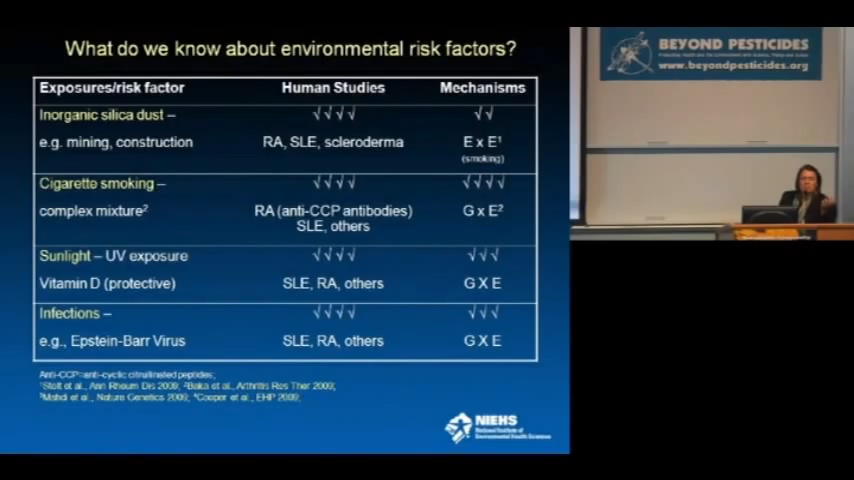 What do we know about environmental risk factors?
Exposures/risk factor Human Studies Mechanisms
Inorganic silica dust – √√√√ √√
e.g. mining, construction RA, SLE, scleroderma E x E¹
(smoking)
Cigarette smoking – √√√√ √√√√
complex mixture² RA (anti-CCP antibodies) G x E²
SLE, others
Sunlight – UV exposure √√√√ √√√
Vitamin D (protective) SLE, RA, others G X E
Infections – √√√√ √√√
e.g., Epstein-Barr Virus SLE, RA, others G X E
Anti-CCP=anti-cyclic citrullinated peptides;
¹Stolt et al., Ann Rheum Dis 2009; ²Baka et al., Arthritis Res Ther 2009;
³Mahdi et al., Nature Genetics 2009; ⁴Cooper et al., EHP 2009;
NIEHS
National Institute of
Environmental Health Sciences
BEYOND PESTICIDES
www.beyondpesticides.org